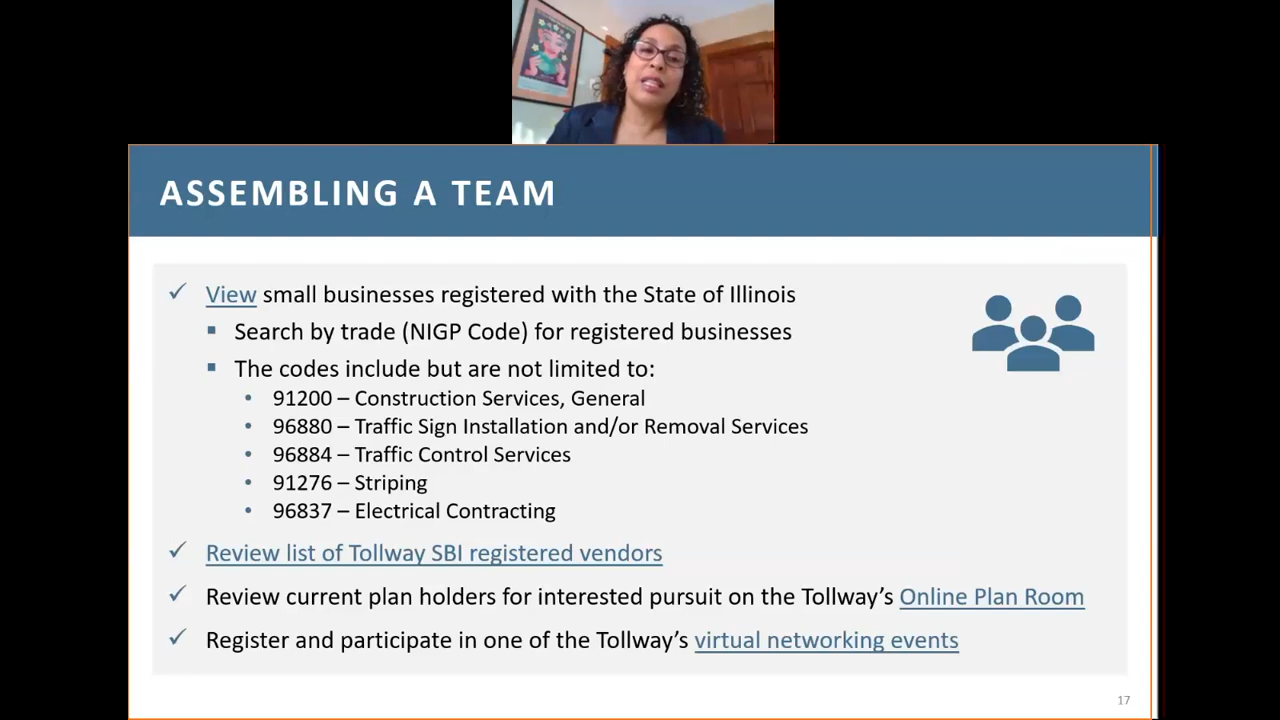 ASSEMBLING A TEAM
View small businesses registered with the State of Illinois
Search by trade (NIGP Code) for registered businesses
The codes include but are not limited to:
91200 – Construction Services, General
96880 – Traffic Sign Installation and/or Removal Services
96884 – Traffic Control Services
91276 – Striping
96837 – Electrical Contracting
Review list of Tollway SBI registered vendors
Review current plan holders for interested pursuit on the Tollway’s Online Plan Room
Register and participate in one of the Tollway’s virtual networking events
17